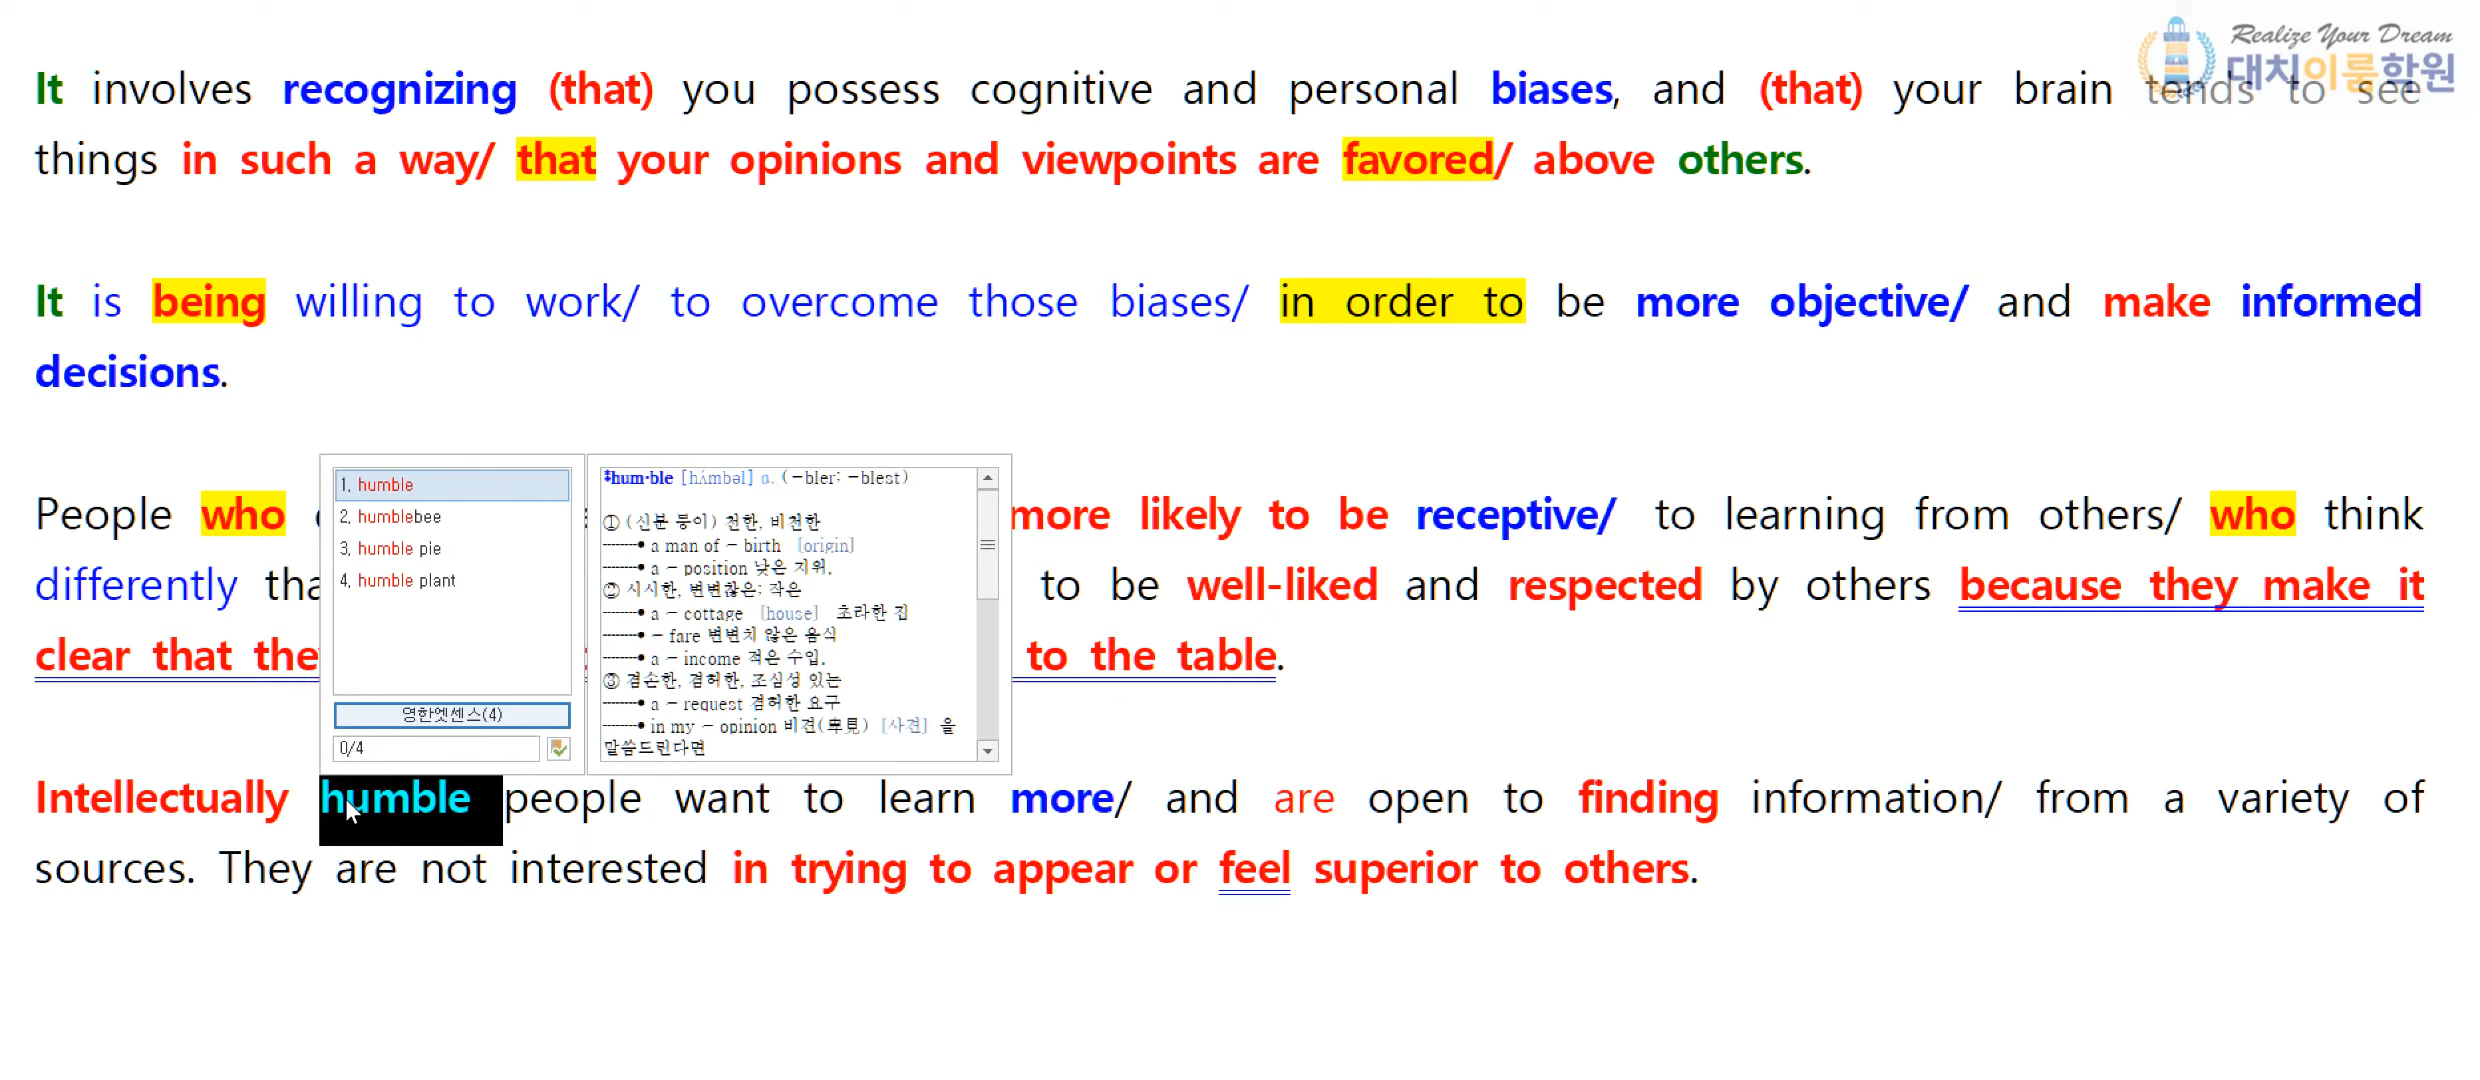 Realize Your Dream
대치이룸학원
It involves recognizing (that) you possess cognitive and personal biases, and (that) your brain tends to see
things in such a way/ that your opinions and viewpoints are favored/ above others.
It is being willing to work/ to overcome those biases/ in order to be more objective/ and make informed
decisions.
People who more likely to be receptive/ to learning from others/ who think
differently to be well-liked and respected by others because they make it
clear that to the table.
1, humble
2, humblebee
3, humble pie
4, humble plant
영한엣센스(4)
0/4
‡hum·ble [hʌ́mbəl] a. (-bler; -blest)
① (신분 등이) 천한, 비천한
a man of - birth [origin]
a - position 낮은 지위.
② 시시한, 변변찮은; 작은
a - cottage [house] 초라한 집
- fare 변변치 않은 음식
a - income 적은 수입.
③ 겸손한, 겸허한, 조심성 있는
a - request 겸허한 요구
in my - opinion 비견(卑見) [사견] 을
말씀드린다면
Intellectually humble people want to learn more/ and are open to finding information/ from a variety of
sources. They are not interested in trying to appear or feel superior to others.